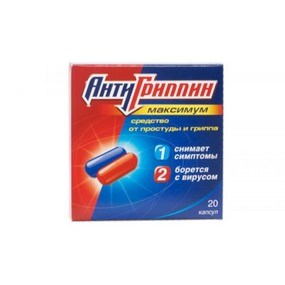 АнтиГриппин
максимум
средство
от простуды и гриппа
1 снимает
симптомы
2 борется
с вирусом
20
капсул